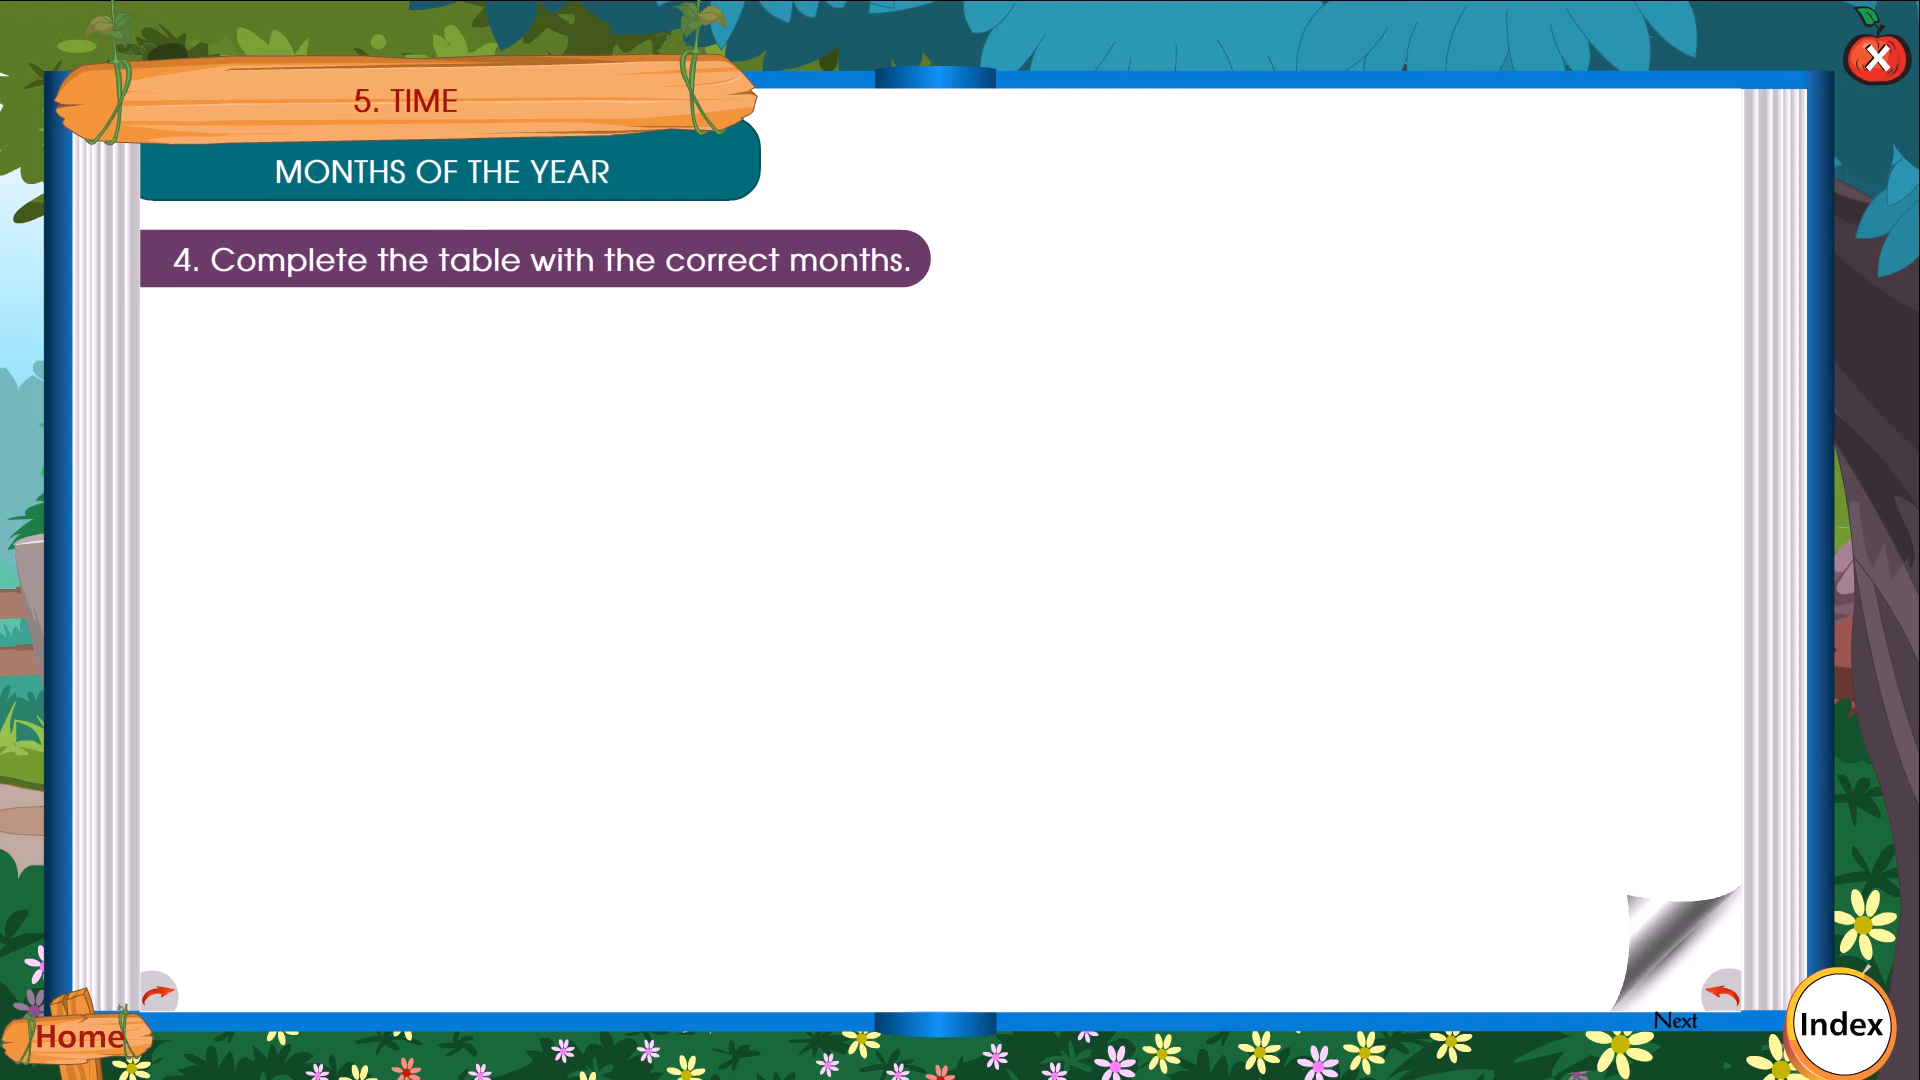 5. TIME
MONTHS OF THE YEAR
4. Complete the table with the correct months.
Next
Home
Index